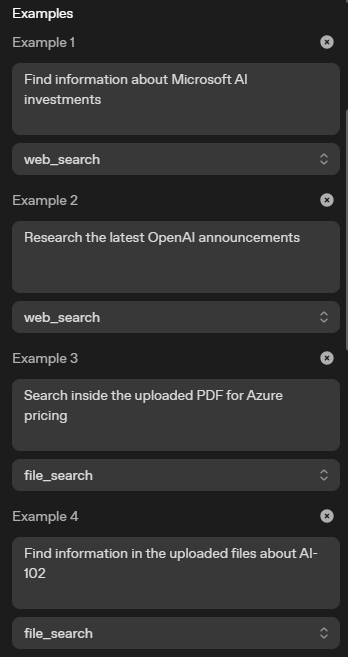 Examples
Example 1
Find information about Microsoft AI
investments
web_search
Example 2
Research the latest OpenAI announcements
web_search
Example 3
Search inside the uploaded PDF for Azure
pricing
file_search
Example 4
Find information in the uploaded files about AI-
102
file_search